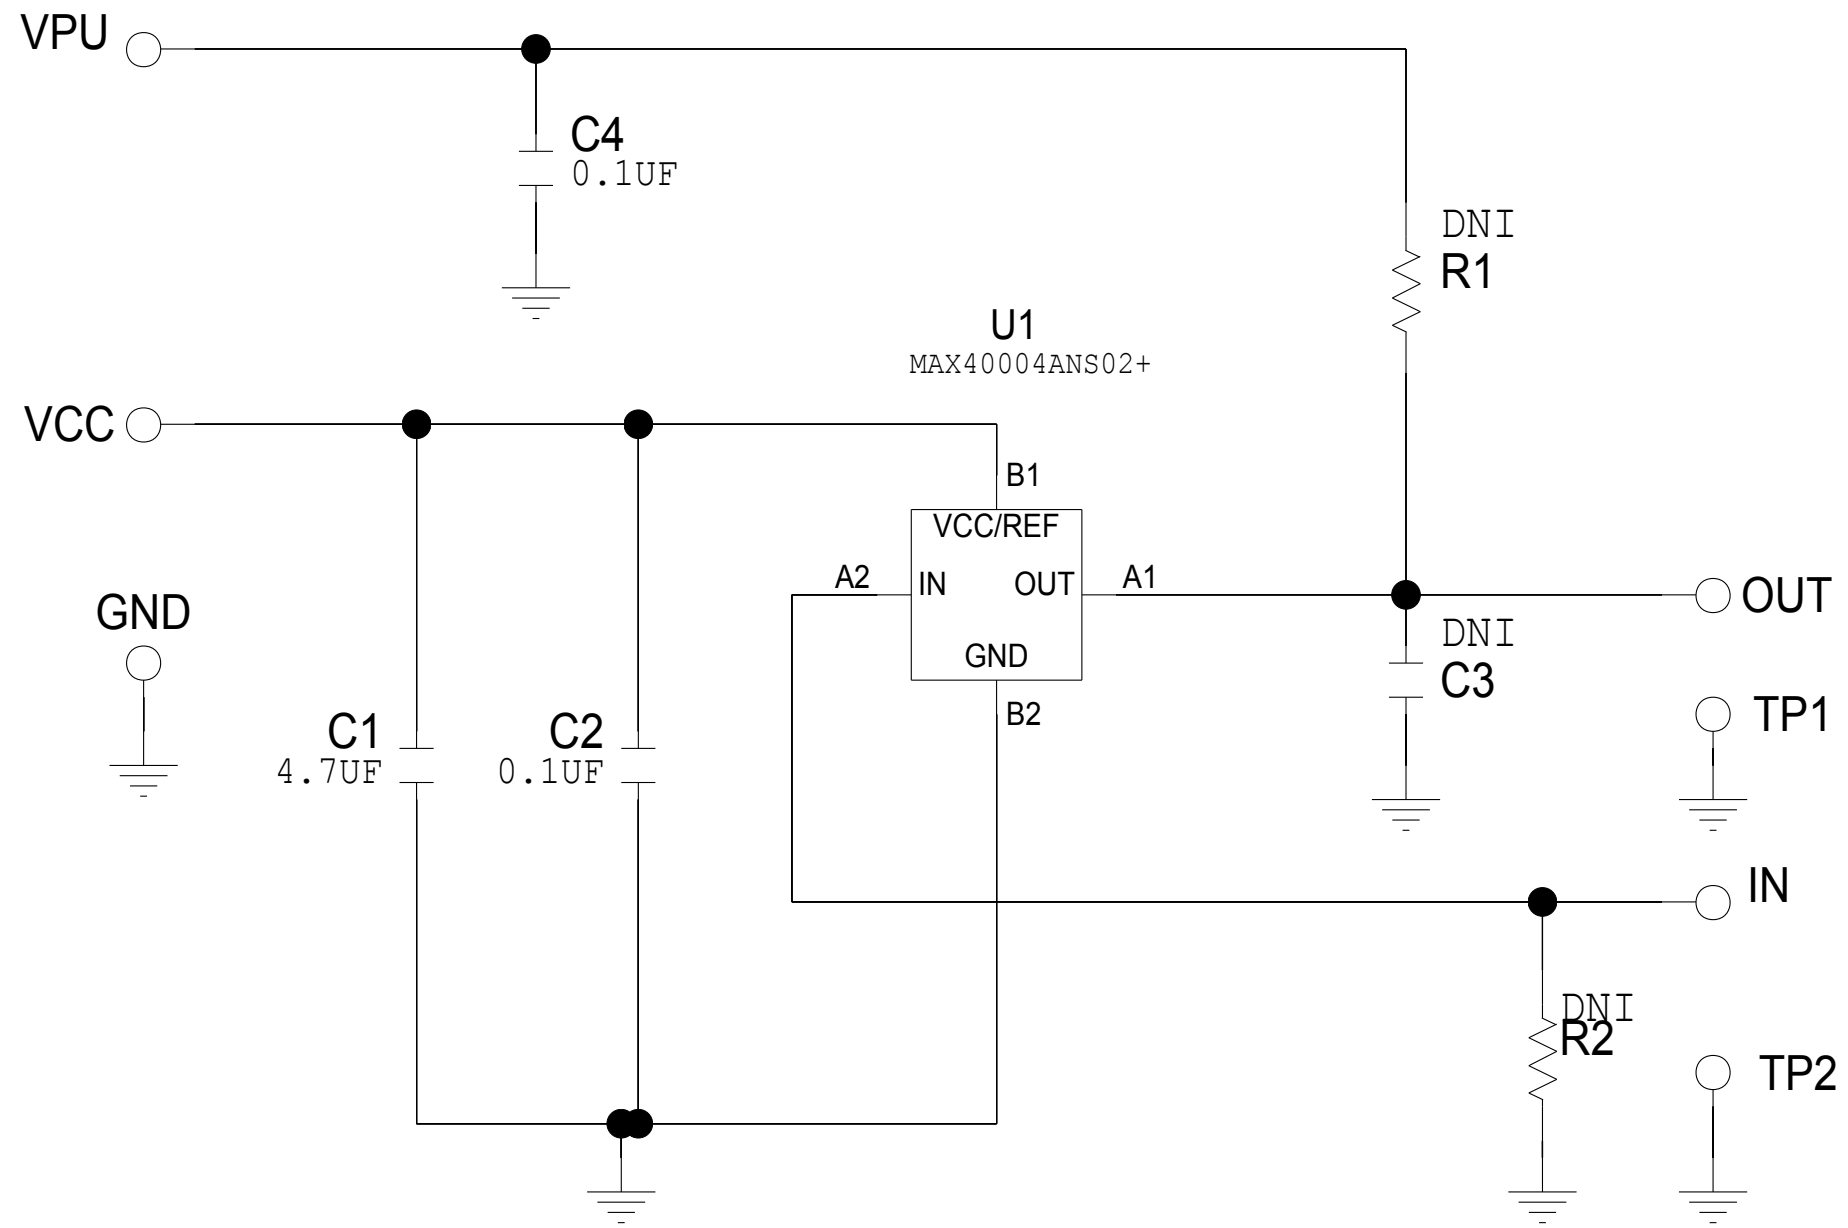 VPU
C4
0.1UF
DNI
R1
U1
MAX40004ANS02+
VCC
B1
VCC/REF
A2
IN
OUT
A1
OUT
GND
DNI
C3
GND
B2
TP1
C1
4.7UF
C2
0.1UF
IN
DNI
R2
TP2